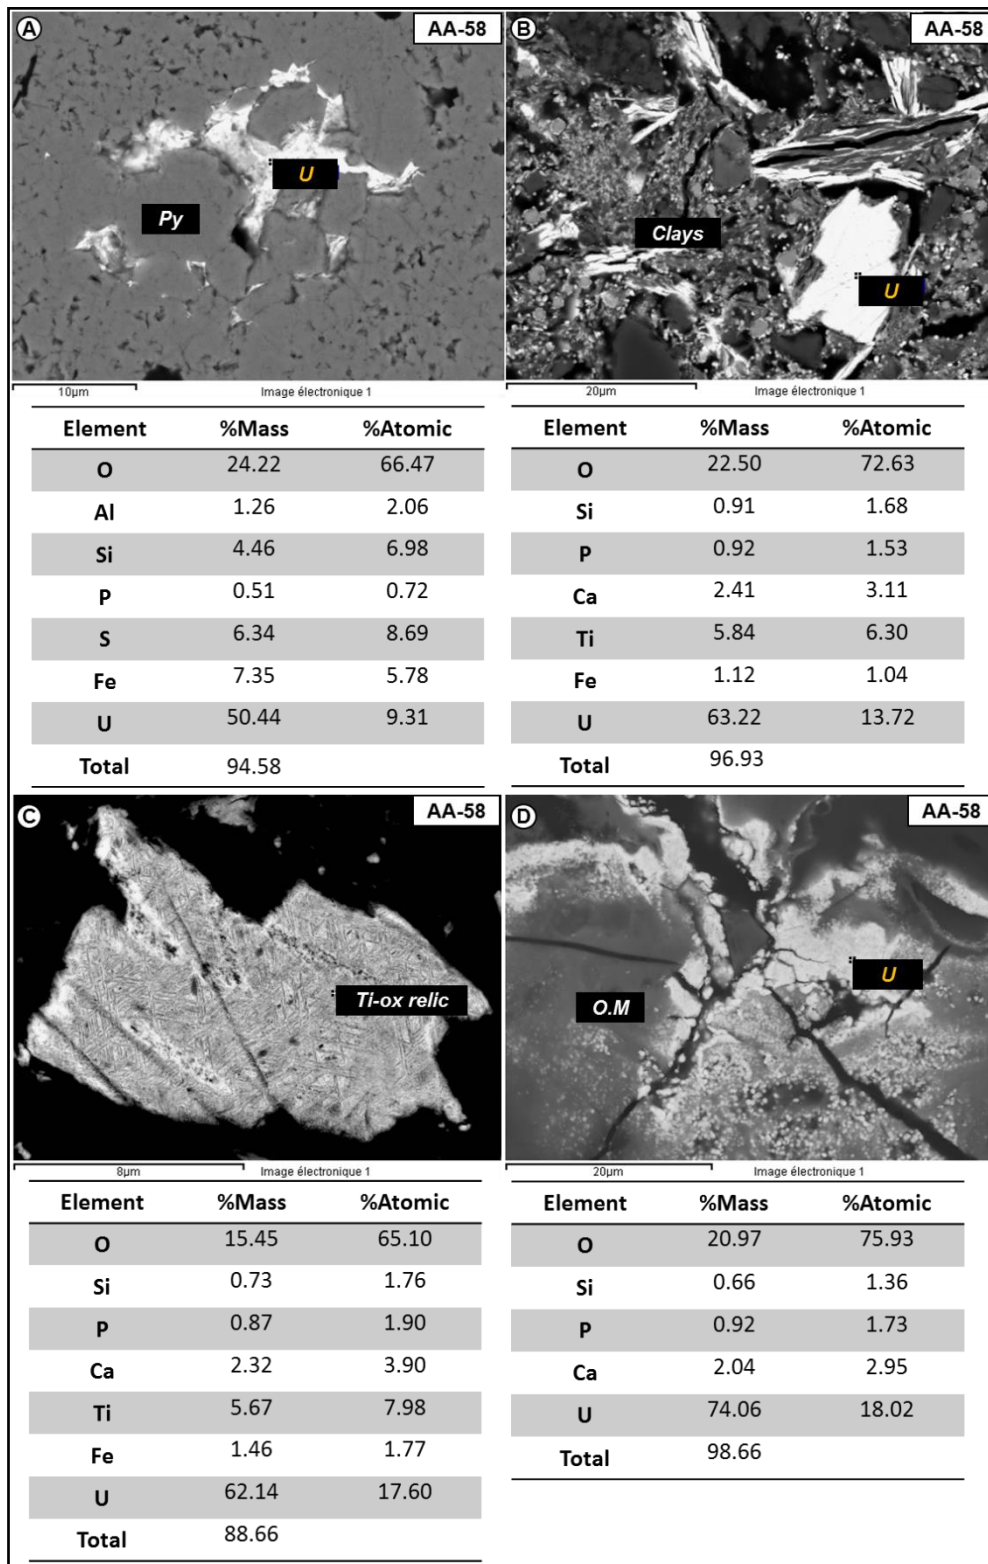 A AA-58
U
Py
10µm Image électronique 1
Element %Mass %Atomic
O 24.22 66.47
Al 1.26 2.06
Si 4.46 6.98
P 0.51 0.72
S 6.34 8.69
Fe 7.35 5.78
U 50.44 9.31
Total 94.58
B AA-58
Clays
U
20µm Image électronique 1
Element %Mass %Atomic
O 22.50 72.63
Si 0.91 1.68
P 0.92 1.53
Ca 2.41 3.11
Ti 5.84 6.30
Fe 1.12 1.04
U 63.22 13.72
Total 96.93
C AA-58
Ti-ox relic
8µm Image électronique 1
Element %Mass %Atomic
O 15.45 65.10
Si 0.73 1.76
P 0.87 1.90
Ca 2.32 3.90
Ti 5.67 7.98
Fe 1.46 1.77
U 62.14 17.60
Total 88.66
D AA-58
U
O.M
20µm Image électronique 1
Element %Mass %Atomic
O 20.97 75.93
Si 0.66 1.36
P 0.92 1.73
Ca 2.04 2.95
U 74.06 18.02
Total 98.66